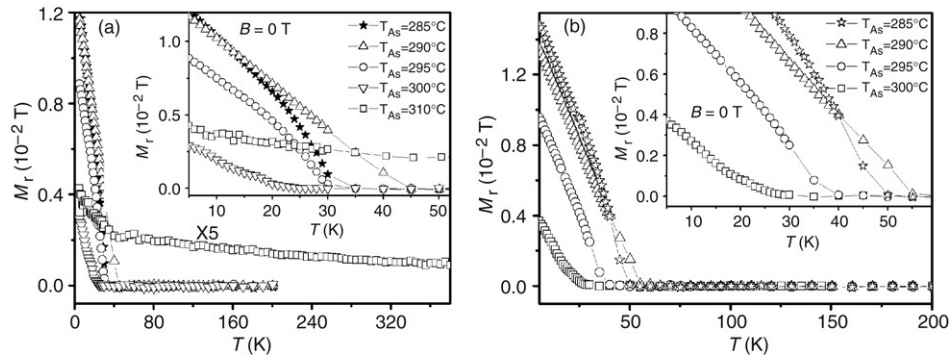 (a)
B = 0 T
T_As=285°C
T_As=290°C
T_As=295°C
T_As=300°C
T_As=310°C
M_r (10⁻² T)
1.0
0.5
0.0
10 20 30 40 50
T (K)
X5
M_r (10⁻² T)
1.2
0.8
0.4
0.0
0 80 160 240 320
T (K)
(b)
B = 0 T
T_As=285°C
T_As=290°C
T_As=295°C
T_As=300°C
M_r (10⁻² T)
0.8
0.6
0.4
0.2
0.0
10 20 30 40 50 60
T (K)
M_r (10⁻² T)
1.2
0.8
0.4
0.0
50 100 150 200
T (K)